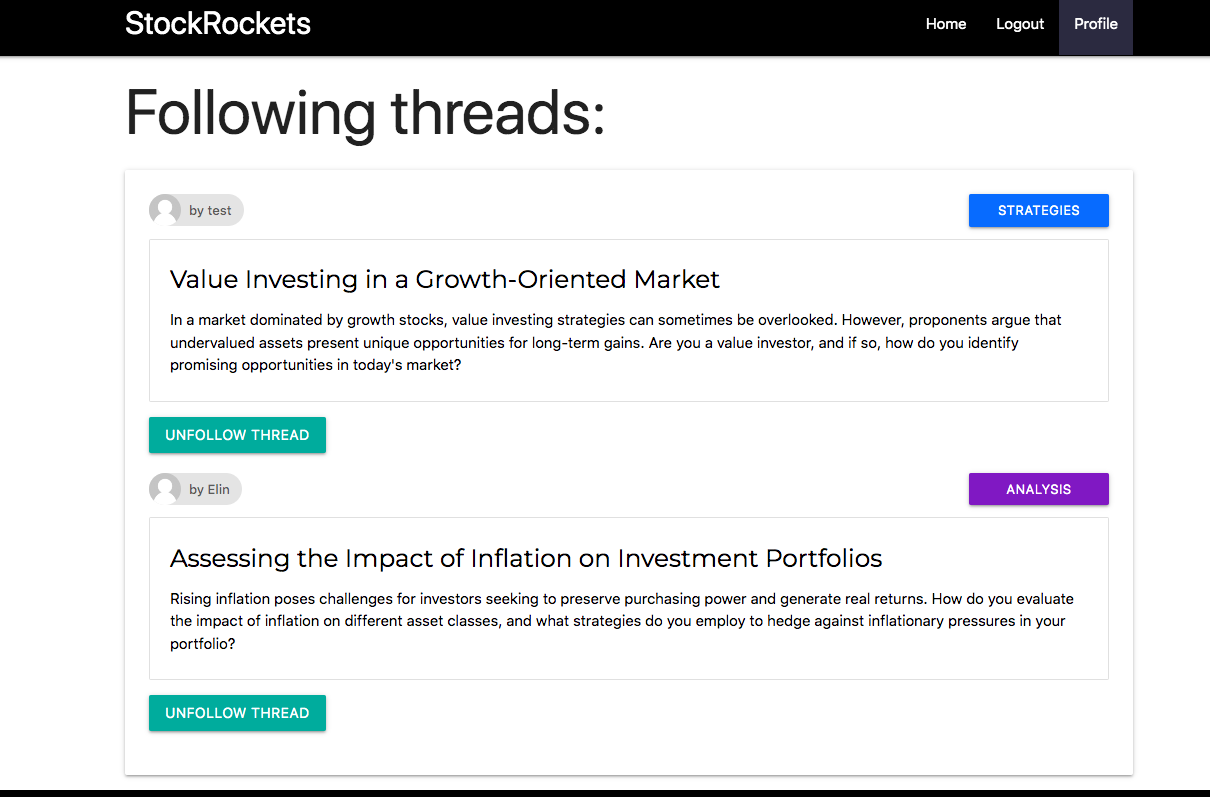 StockRockets
Home Logout Profile
Following threads:
by test
STRATEGIES
Value Investing in a Growth-Oriented Market
In a market dominated by growth stocks, value investing strategies can sometimes be overlooked. However, proponents argue that
undervalued assets present unique opportunities for long-term gains. Are you a value investor, and if so, how do you identify
promising opportunities in today's market?
UNFOLLOW THREAD
by Elin
ANALYSIS
Assessing the Impact of Inflation on Investment Portfolios
Rising inflation poses challenges for investors seeking to preserve purchasing power and generate real returns. How do you evaluate
the impact of inflation on different asset classes, and what strategies do you employ to hedge against inflationary pressures in your
portfolio?
UNFOLLOW THREAD